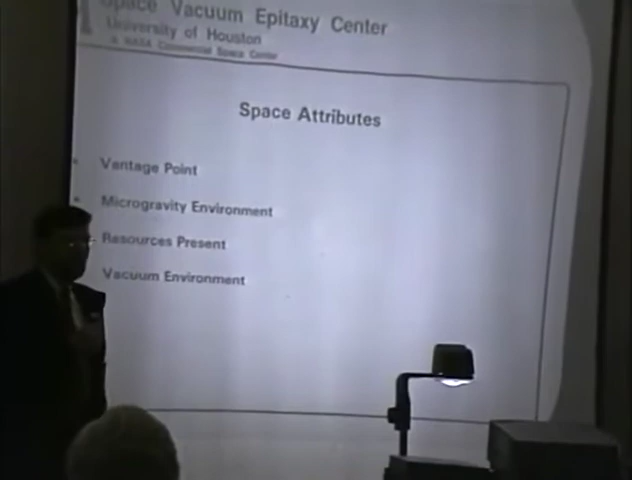 Space Vacuum Epitaxy Center
University of Houston
A NASA Commercial Space Center
Space Attributes
• Vantage Point
• Microgravity Environment
• Resources Present
Vacuum Environment